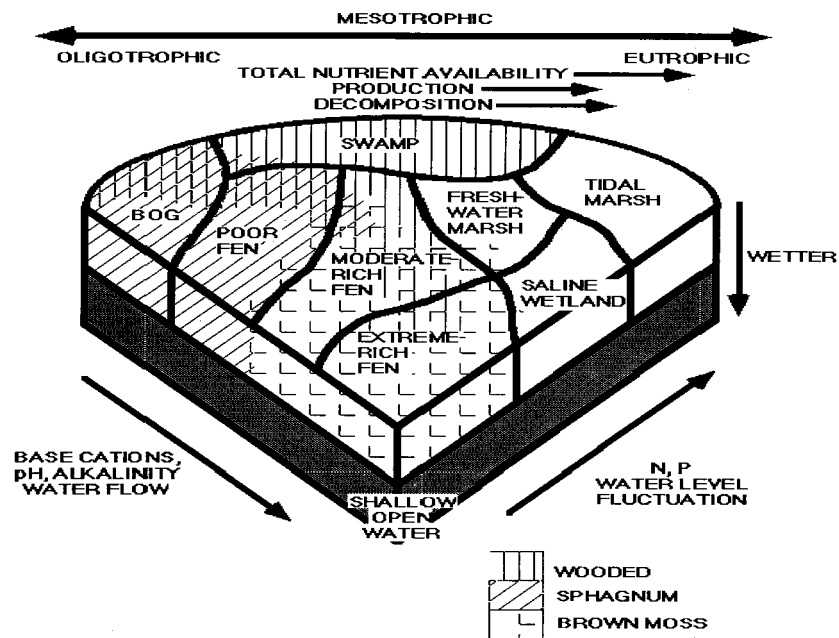 MESOTROPHIC
OLIGOTROPHIC
EUTROPHIC
TOTAL NUTRIENT AVAILABILITY
PRODUCTION
DECOMPOSITION
SWAMP
TIDAL
MARSH
FRESH-
WATER
MARSH
BOG
POOR
FEN
MODERATE-
RICH
FEN
WETTER
SALINE
WETLAND
EXTREME-
RICH
FEN
BASE CATIONS,
pH, ALKALINITY
WATER FLOW
N, P
WATER LEVEL
FLUCTUATION
SHALLOW
OPEN
WATER
WOODED
SPHAGNUM
BROWN MOSS